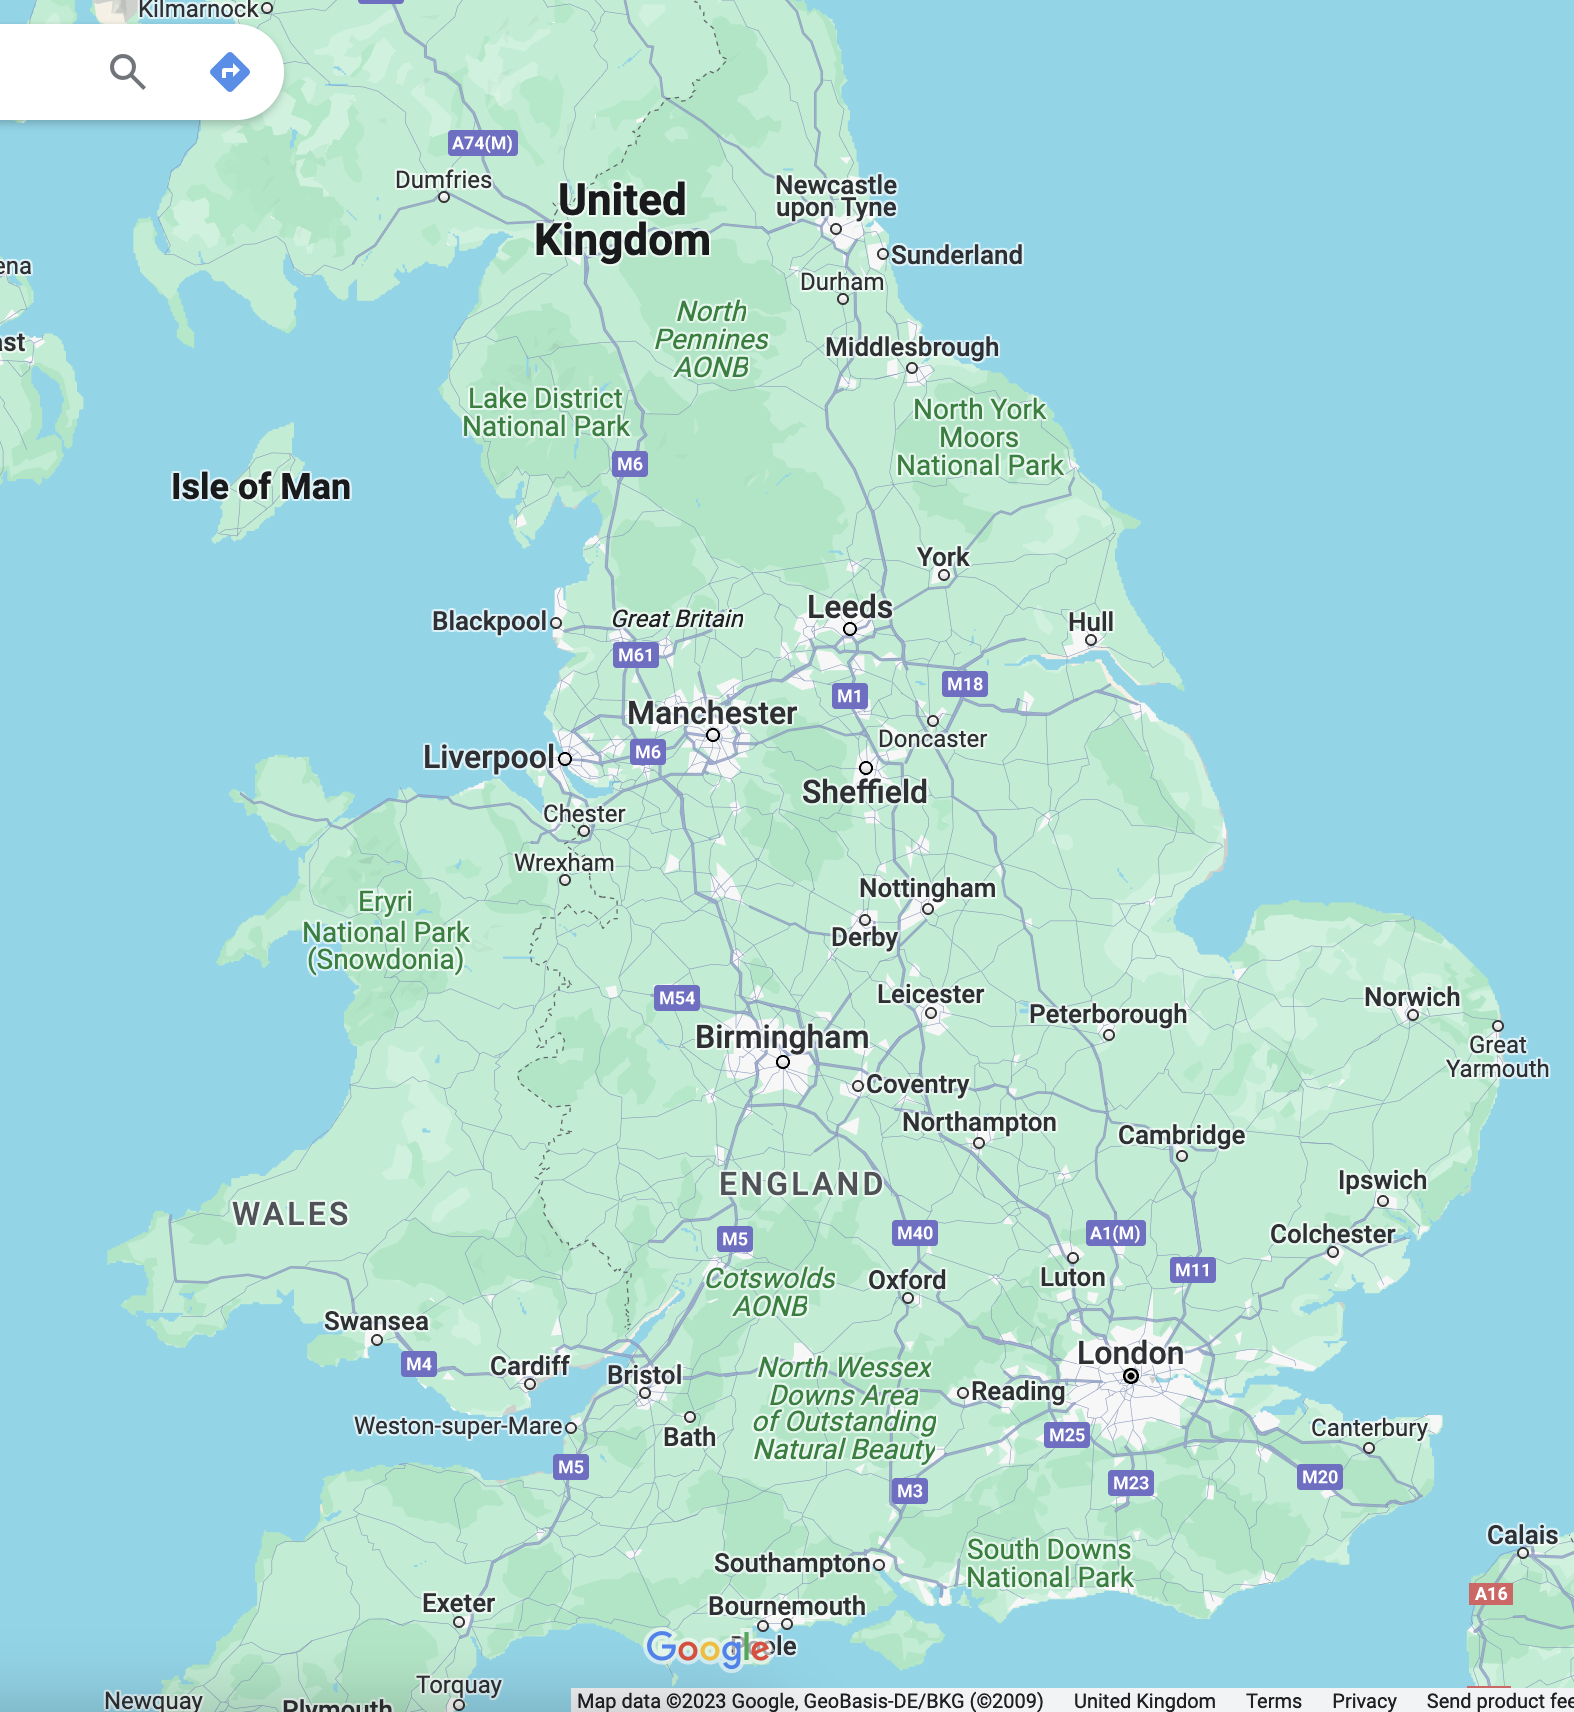 Kilmarnock
A74(M)
Dumfries
United
Kingdom
Newcastle
upon Tyne
Sunderland
Durham
North
Pennines
AONB
Middlesbrough
Lake District
National Park
North York
Moors
National Park
M6
Isle of Man
York
Blackpool
Great Britain
Leeds
Hull
M61
M1
M18
Manchester
Doncaster
Liverpool
M6
Sheffield
Chester
Wrexham
Nottingham
Eryri
National Park
(Snowdonia)
Derby
M54
Leicester
Peterborough
Norwich
Great
Yarmouth
Birmingham
Coventry
Northampton
Cambridge
ENGLAND
Ipswich
WALES
M5
M40
A1(M)
Colchester
M11
Cotswolds
AONB
Oxford
Luton
Swansea
M4
Cardiff
Bristol
London
North Wessex
Downs Area
of Outstanding
Natural Beauty
Reading
Weston-super-Mare
Bath
M25
Canterbury
M5
M3
M23
M20
Southampton
South Downs
National Park
Calais
A16
Exeter
Bournemouth
Google
Torquay
Newquay
Plymouth
Map data ©2023 Google, GeoBasis-DE/BKG (©2009) United Kingdom Terms Privacy Send product fee